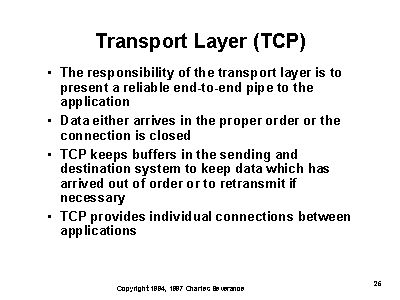 Transport Layer (TCP)
• The responsibility of the transport layer is to
present a reliable end-to-end pipe to the
application
• Data either arrives in the proper order or the
connection is closed
• TCP keeps buffers in the sending and
destination system to keep data which has
arrived out of order or to retransmit if
necessary
• TCP provides individual connections between
applications
Copyright 1994, 1997 Charles Severance
26